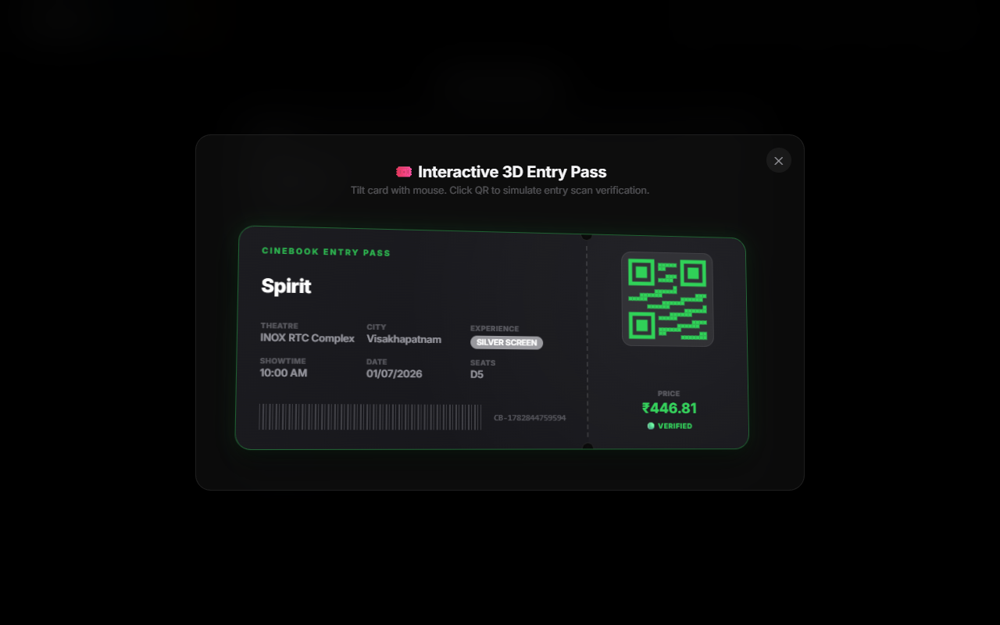 Interactive 3D Entry Pass
Tilt card with mouse. Click QR to simulate entry scan verification.
CINEBOOK ENTRY PASS
Spirit
THEATRE CITY EXPERIENCE
INOX RTC Complex Visakhapatnam SILVER SCREEN
SHOWTIME DATE SEATS
10:00 AM 01/07/2026 D5
CB-1782844759594
PRICE
₹446.81
VERIFIED